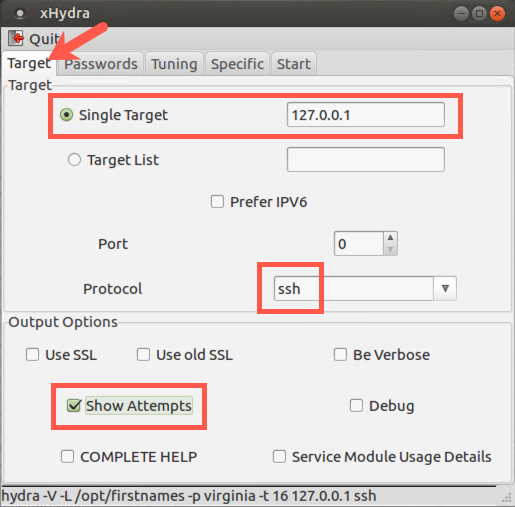 xHydra
Quit
Target Passwords Tuning Specific Start
Target
Single Target 127.0.0.1
Target List
Prefer IPV6
Port 0
Protocol ssh
Output Options
Use SSL Use old SSL Be Verbose
Show Attempts Debug
COMPLETE HELP Service Module Usage Details
hydra -V -L /opt/firstnames -p virginia -t 16 127.0.0.1 ssh